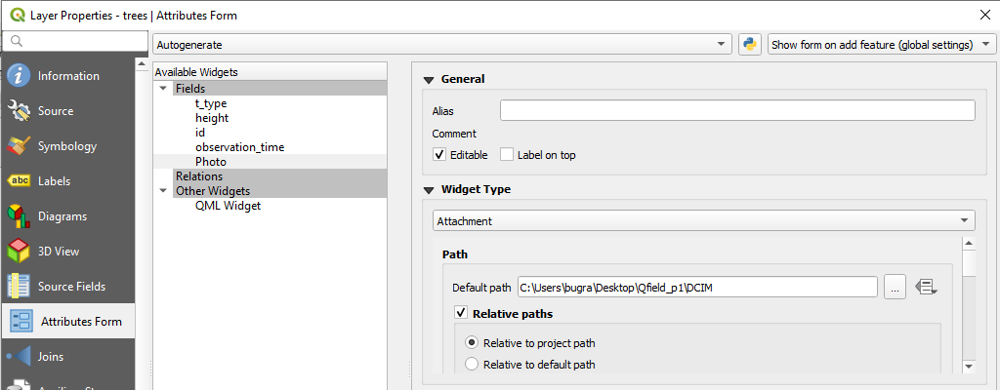 Layer Properties - trees | Attributes Form
Autogenerate
Show form on add feature (global settings)
Information
Source
Symbology
abc Labels
Diagrams
3D View
Source Fields
Attributes Form
Joins
Available Widgets
Fields
t_type
height
id
observation_time
Photo
Relations
Other Widgets
QML Widget
General
Alias
Comment
Editable
Label on top
Widget Type
Attachment
Path
Default path C:\Users\bugra\Desktop\Qfield_p1\DCIM ...
Relative paths
Relative to project path
Relative to default path